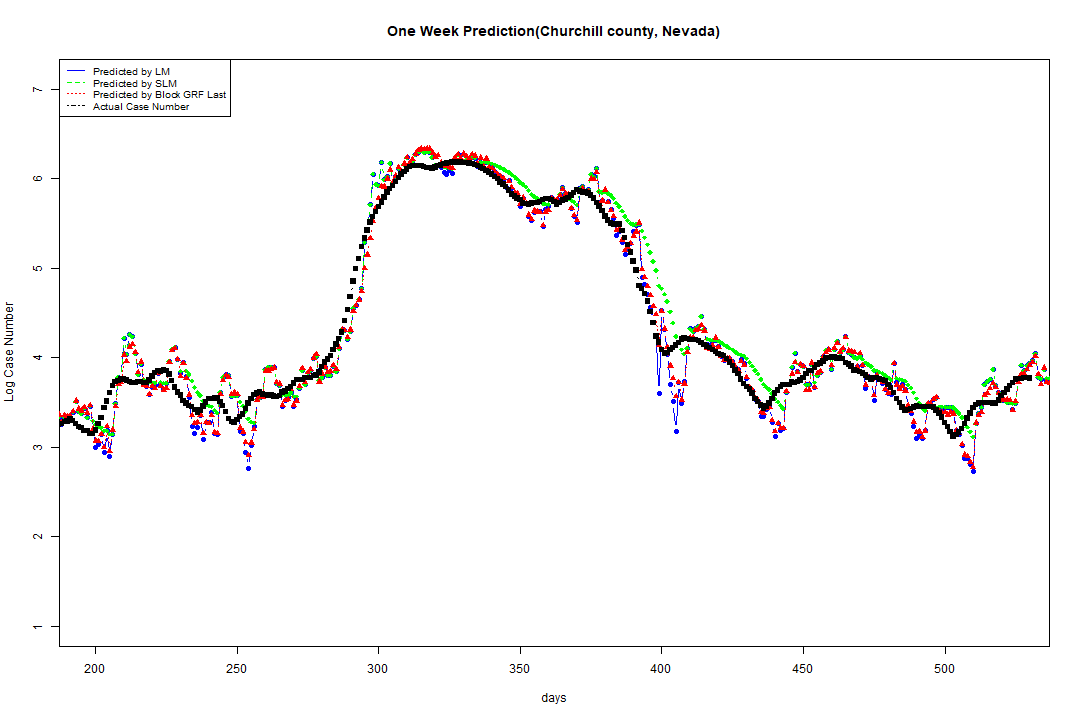 One Week Prediction(Churchill county, Nevada)
Predicted by LM
Predicted by SLM
Predicted by Block GRF Last
Actual Case Number
7
6
5
4
3
2
1
Log Case Number
200 250 300 350 400 450 500
days